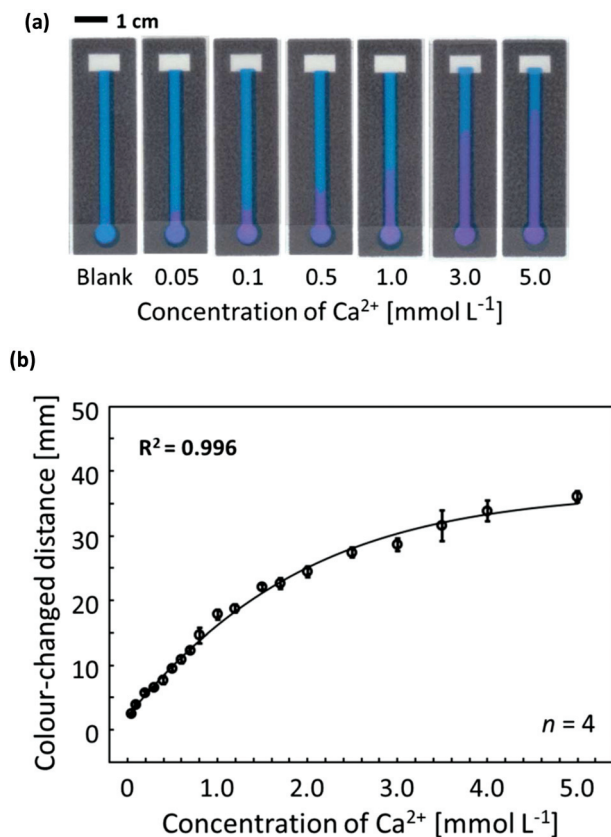 (a) 1 cm
Blank 0.05 0.1 0.5 1.0 3.0 5.0
Concentration of Ca²⁺ [mmol L⁻¹]
(b)
Colour-changed distance [mm]
50
40
30
20
10
0
R² = 0.996
n = 4
0 1.0 2.0 3.0 4.0 5.0
Concentration of Ca²⁺ [mmol L⁻¹]